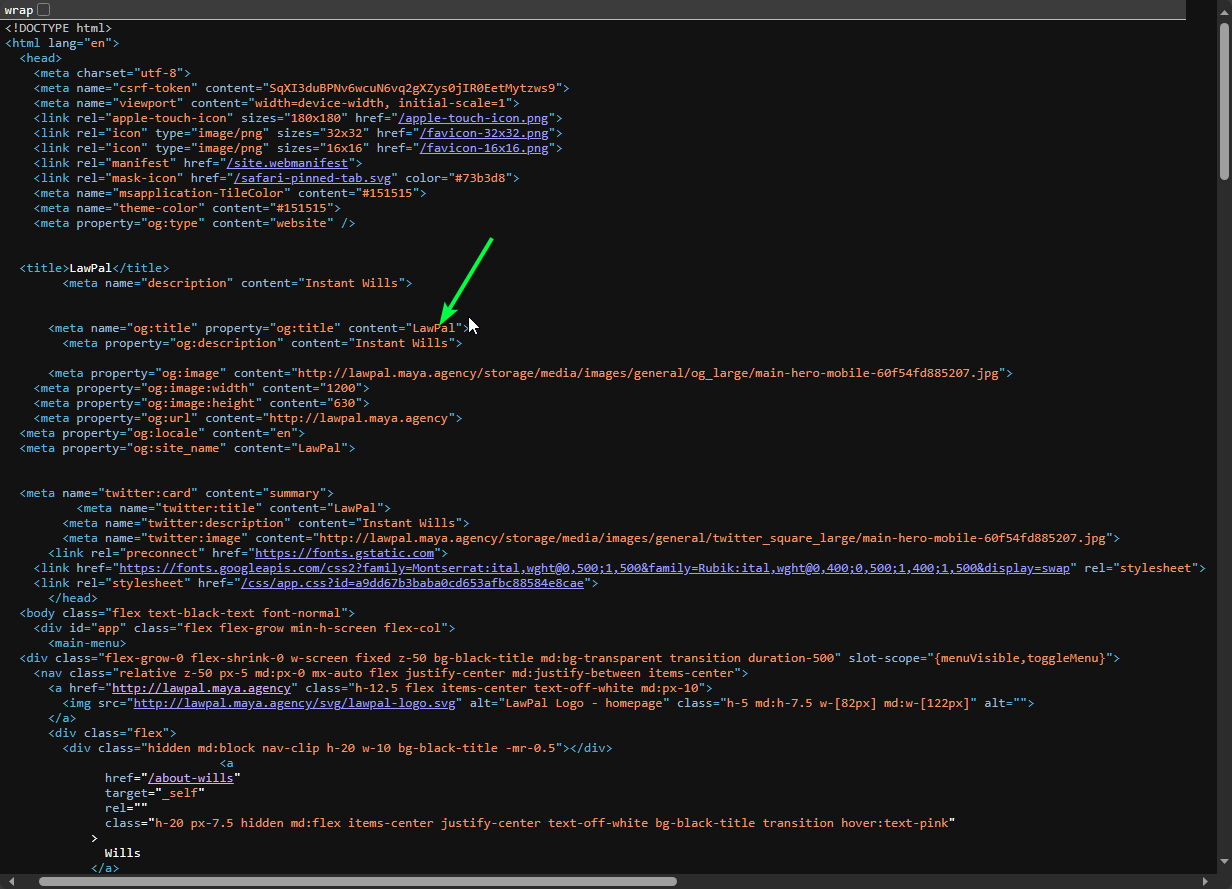 wrap
<!DOCTYPE html>
<html lang="en">
<head>
<meta charset="utf-8">
<meta name="csrf-token" content="SqXI3duBPNv6wcuN6vq2gXZys0jIR0EetMytzws9">
<meta name="viewport" content="width=device-width, initial-scale=1">
<link rel="apple-touch-icon" sizes="180x180" href="/apple-touch-icon.png">
<link rel="icon" type="image/png" sizes="32x32" href="/favicon-32x32.png">
<link rel="icon" type="image/png" sizes="16x16" href="/favicon-16x16.png">
<link rel="manifest" href="/site.webmanifest">
<link rel="mask-icon" href="/safari-pinned-tab.svg" color="#73b3d8">
<meta name="msapplication-TileColor" content="#151515">
<meta name="theme-color" content="#151515">
<meta property="og:type" content="website" />
<title>LawPal</title>
<meta name="description" content="Instant Wills">
<meta name="og:title" property="og:title" content="LawPal">
<meta property="og:description" content="Instant Wills">
<meta property="og:image" content="http://lawpal.maya.agency/storage/media/images/general/og_large/main-hero-mobile-60f54fd885207.jpg">
<meta property="og:image:width" content="1200">
<meta property="og:image:height" content="630">
<meta property="og:url" content="http://lawpal.maya.agency">
<meta property="og:locale" content="en">
<meta property="og:site_name" content="LawPal">
<meta name="twitter:card" content="summary">
<meta name="twitter:title" content="LawPal">
<meta name="twitter:description" content="Instant Wills">
<meta name="twitter:image" content="http://lawpal.maya.agency/storage/media/images/general/twitter_square_large/main-hero-mobile-60f54fd885207.jpg">
<link rel="preconnect" href="https://fonts.gstatic.com">
<link href="https://fonts.googleapis.com/css2?family=Montserrat:ital,wght@0,500;1,500&family=Rubik:ital,wght@0,400;0,500;1,400;1,500&display=swap" rel="stylesheet">
<link rel="stylesheet" href="/css/app.css?id=a9dd67b3baba0cd653afbc88584e8cae">
</head>
<body class="flex text-black-text font-normal">
<div id="app" class="flex flex-grow min-h-screen flex-col">
<main-menu>
<div class="flex-grow-0 flex-shrink-0 w-screen fixed z-50 bg-black-title md:bg-transparent transition duration-500" slot-scope="{menuVisible,toggleMenu}">
<nav class="relative z-50 px-5 md:px-0 mx-auto flex justify-center md:justify-between items-center">
<a href="http://lawpal.maya.agency" class="h-12.5 flex items-center text-off-white md:px-10">
<img src="http://lawpal.maya.agency/svg/lawpal-logo.svg" alt="LawPal Logo - homepage" class="h-5 md:h-7.5 w-[82px] md:w-[122px]" alt="">
</a>
<div class="flex">
<div class="hidden md:block nav-clip h-20 w-10 bg-black-title -mr-0.5"></div>
<a
href="/about-wills"
target="_self"
rel=""
class="h-20 px-7.5 hidden md:flex items-center justify-center text-off-white bg-black-title transition hover:text-pink"
>
Wills
</a>